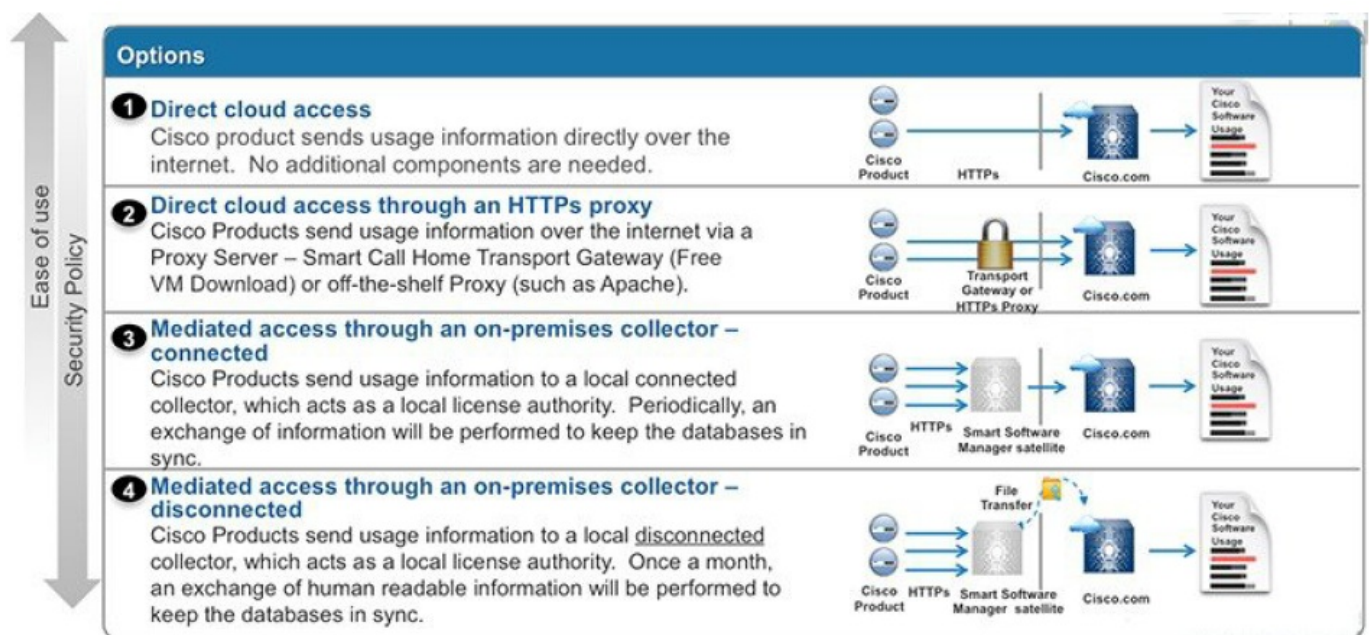 Options
1 Direct cloud access
Cisco product sends usage information directly over the
internet. No additional components are needed.
Cisco
Product
HTTPs
Cisco.com
Your
Cisco
Software
Usage
2 Direct cloud access through an HTTPs proxy
Cisco Products send usage information over the internet via a
Proxy Server – Smart Call Home Transport Gateway (Free
VM Download) or off-the-shelf Proxy (such as Apache).
Cisco
Product
Transport
Gateway or
HTTPs Proxy
Cisco.com
Your
Cisco
Software
Usage
3 Mediated access through an on-premises collector –
connected
Cisco Products send usage information to a local connected
collector, which acts as a local license authority. Periodically, an
exchange of information will be performed to keep the databases in
sync.
Cisco
Product
HTTPs
Smart Software
Manager satellite
Cisco.com
Your
Cisco
Software
Usage
4 Mediated access through an on-premises collector –
disconnected
Cisco Products send usage information to a local disconnected
collector, which acts as a local license authority. Once a month,
an exchange of human readable information will be performed to
keep the databases in sync.
File
Transfer
Cisco
Product
HTTPs
Smart Software
Manager satellite
Cisco.com
Your
Cisco
Software
Usage
Ease of use
Security Policy